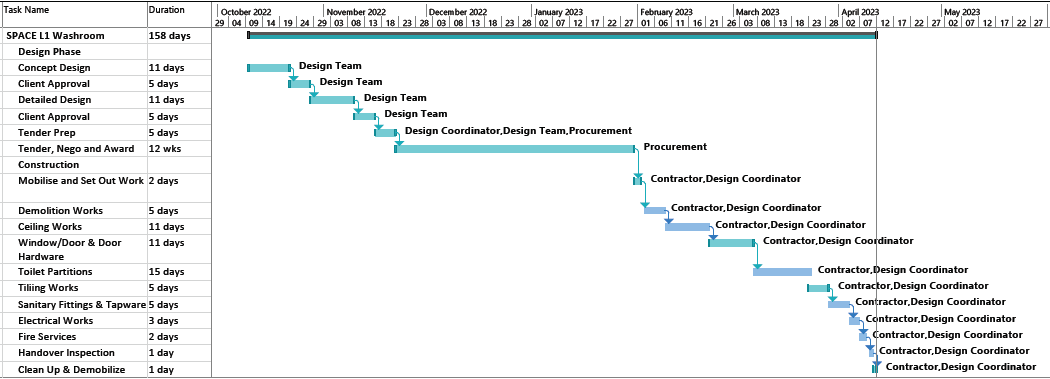 Task Name Duration October 2022 November 2022 December 2022 January 2023 February 2023 March 2023 April 2023 May 2023
29 04 09 14 19 24 29 03 08 13 18 23 28 03 08 13 18 23 28 02 07 12 17 22 27 01 06 11 16 21 26 03 08 13 18 23 28 02 07 12 17 22 27 02 07 12 17 22 27
SPACE L1 Washroom 158 days
Design Phase
Concept Design 11 days Design Team
Client Approval 5 days Design Team
Detailed Design 11 days Design Team
Client Approval 5 days Design Team
Tender Prep 5 days Design Coordinator,Design Team,Procurement
Tender, Nego and Award 12 wks Procurement
Construction
Mobilise and Set Out Work 2 days Contractor,Design Coordinator
Demolition Works 5 days Contractor,Design Coordinator
Ceiling Works 11 days Contractor,Design Coordinator
Window/Door & Door 11 days Contractor,Design Coordinator
Hardware
Toilet Partitions 15 days Contractor,Design Coordinator
Tiliing Works 5 days Contractor,Design Coordinator
Sanitary Fittings & Tapware 5 days Contractor,Design Coordinator
Electrical Works 3 days Contractor,Design Coordinator
Fire Services 2 days Contractor,Design Coordinator
Handover Inspection 1 day Contractor,Design Coordinator
Clean Up & Demobilize 1 day Contractor,Design Coordinator